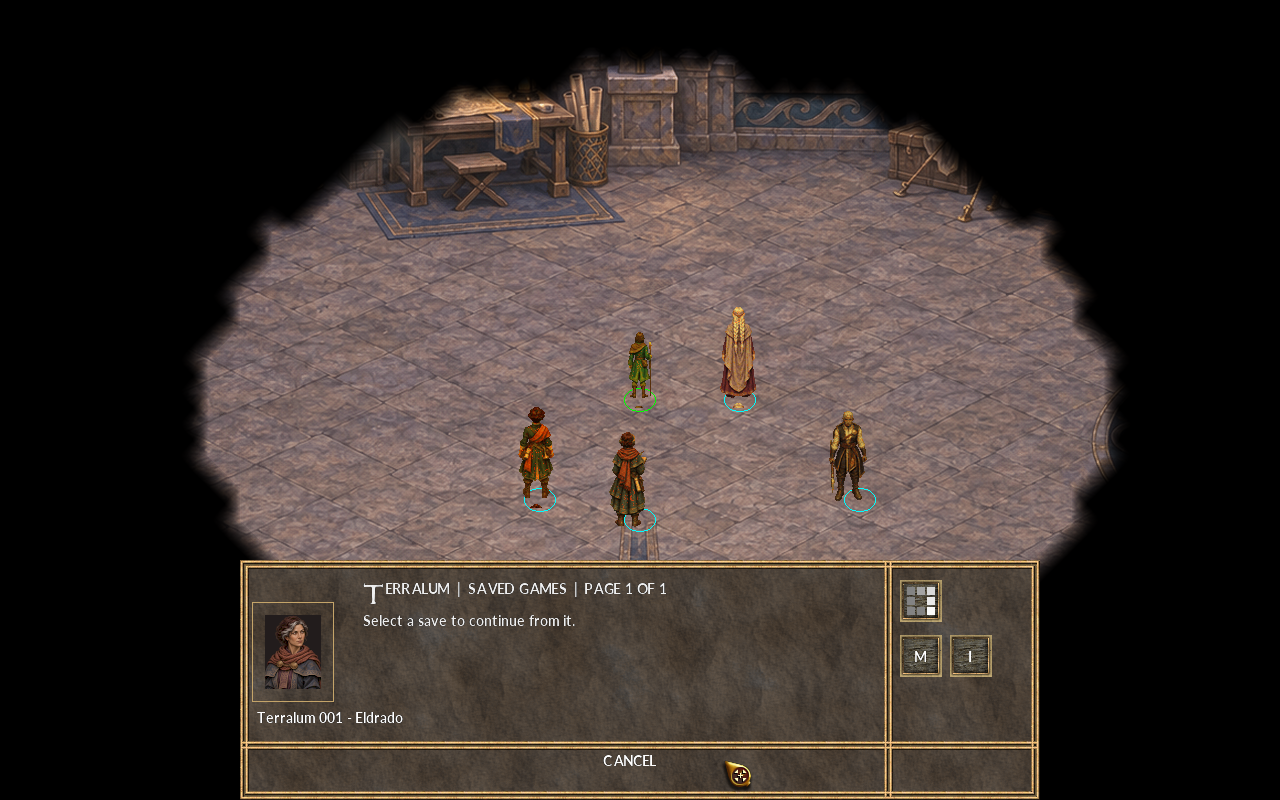 TERRALUM | SAVED GAMES | PAGE 1 OF 1
Select a save to continue from it.
M I
Terralum 001 - Eldrado
CANCEL